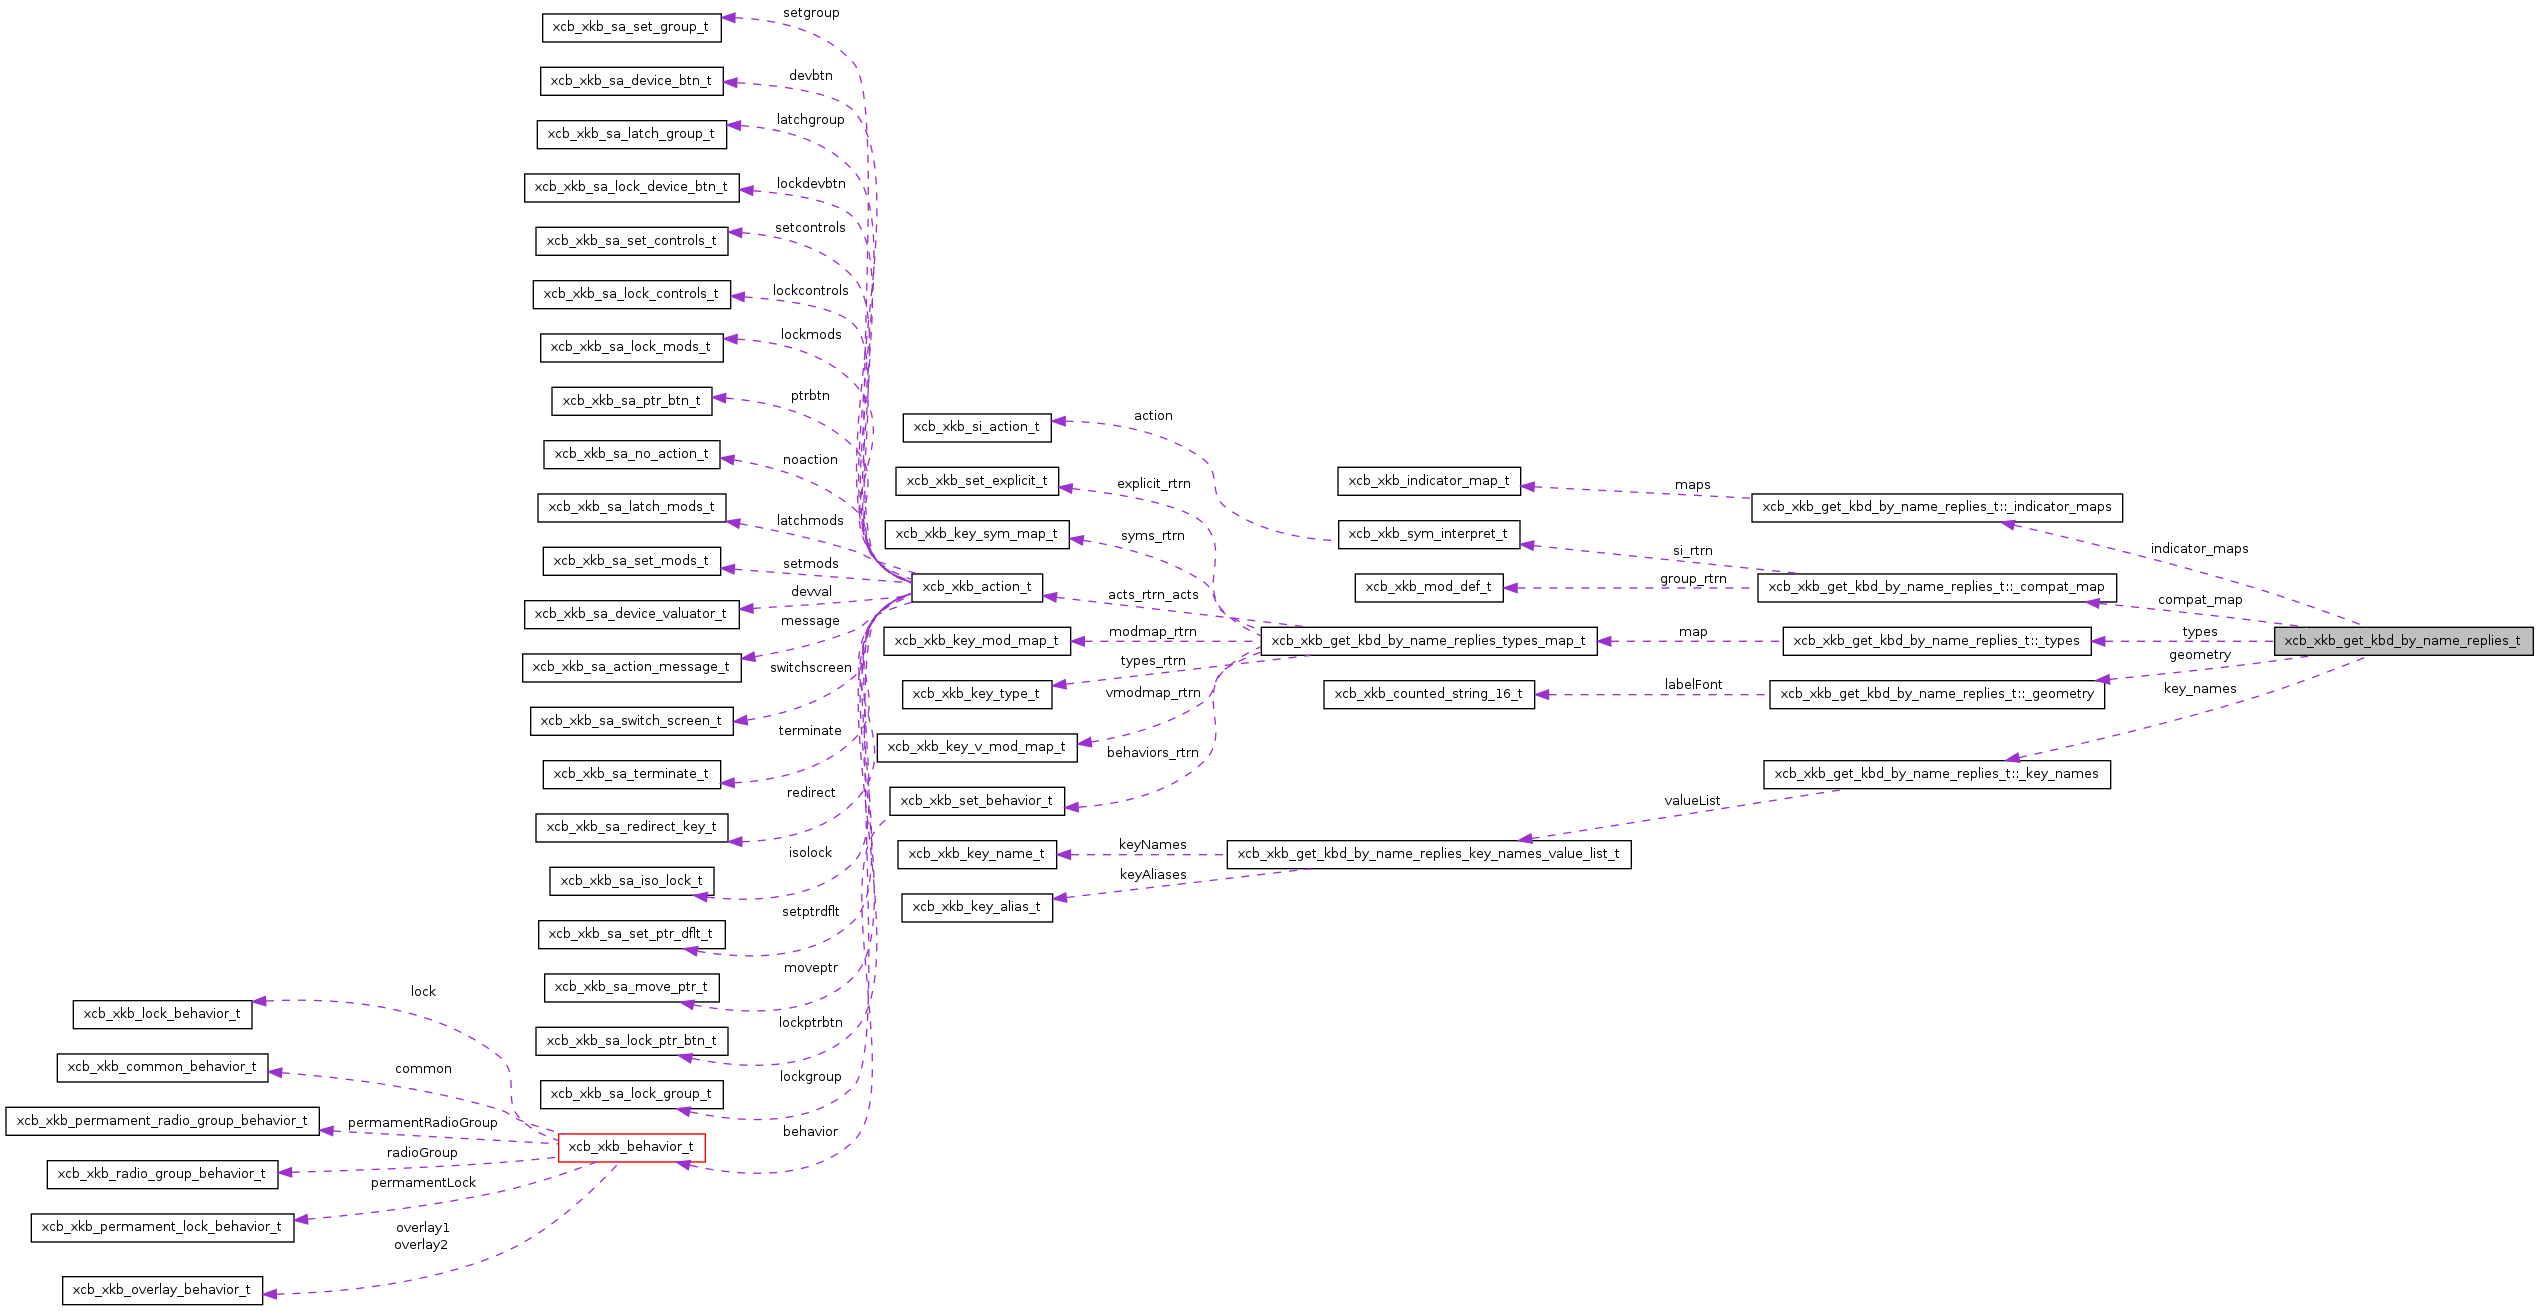 setgroup
xcb_xkb_sa_set_group_t
devbtn
xcb_xkb_sa_device_btn_t
latchgroup
xcb_xkb_sa_latch_group_t
lockdevbtn
xcb_xkb_sa_lock_device_btn_t
setcontrols
xcb_xkb_sa_set_controls_t
lockcontrols
xcb_xkb_sa_lock_controls_t
lockmods
xcb_xkb_sa_lock_mods_t
ptrbtn
xcb_xkb_sa_ptr_btn_t
noaction
xcb_xkb_sa_no_action_t
latchmods
xcb_xkb_sa_latch_mods_t
setmods
xcb_xkb_sa_set_mods_t
devval
xcb_xkb_sa_device_valuator_t
message
xcb_xkb_sa_action_message_t
switchscreen
xcb_xkb_sa_switch_screen_t
terminate
xcb_xkb_sa_terminate_t
redirect
xcb_xkb_sa_redirect_key_t
isolock
xcb_xkb_sa_iso_lock_t
setptrdflt
xcb_xkb_sa_set_ptr_dflt_t
moveptr
xcb_xkb_sa_move_ptr_t
lockptrbtn
xcb_xkb_sa_lock_ptr_btn_t
lockgroup
xcb_xkb_sa_lock_group_t
behavior
xcb_xkb_behavior_t
lock
xcb_xkb_lock_behavior_t
common
xcb_xkb_common_behavior_t
permamentRadioGroup
xcb_xkb_permament_radio_group_behavior_t
radioGroup
xcb_xkb_radio_group_behavior_t
permamentLock
xcb_xkb_permament_lock_behavior_t
overlay1
overlay2
xcb_xkb_overlay_behavior_t
action
xcb_xkb_si_action_t
explicit_rtrn
xcb_xkb_set_explicit_t
syms_rtrn
xcb_xkb_key_sym_map_t
acts_rtrn_acts
xcb_xkb_action_t
modmap_rtrn
xcb_xkb_key_mod_map_t
types_rtrn
xcb_xkb_key_type_t
vmodmap_rtrn
xcb_xkb_key_v_mod_map_t
behaviors_rtrn
xcb_xkb_set_behavior_t
keyNames
xcb_xkb_key_name_t
keyAliases
xcb_xkb_key_alias_t
maps
xcb_xkb_indicator_map_t
si_rtrn
xcb_xkb_sym_interpret_t
group_rtrn
xcb_xkb_mod_def_t
map
xcb_xkb_get_kbd_by_name_replies_types_map_t
labelFont
xcb_xkb_counted_string_16_t
valueList
xcb_xkb_get_kbd_by_name_replies_key_names_value_list_t
indicator_maps
xcb_xkb_get_kbd_by_name_replies_t::_indicator_maps
compat_map
xcb_xkb_get_kbd_by_name_replies_t::_compat_map
types
xcb_xkb_get_kbd_by_name_replies_t::_types
geometry
xcb_xkb_get_kbd_by_name_replies_t::_geometry
key_names
xcb_xkb_get_kbd_by_name_replies_t::_key_names
xcb_xkb_get_kbd_by_name_replies_t